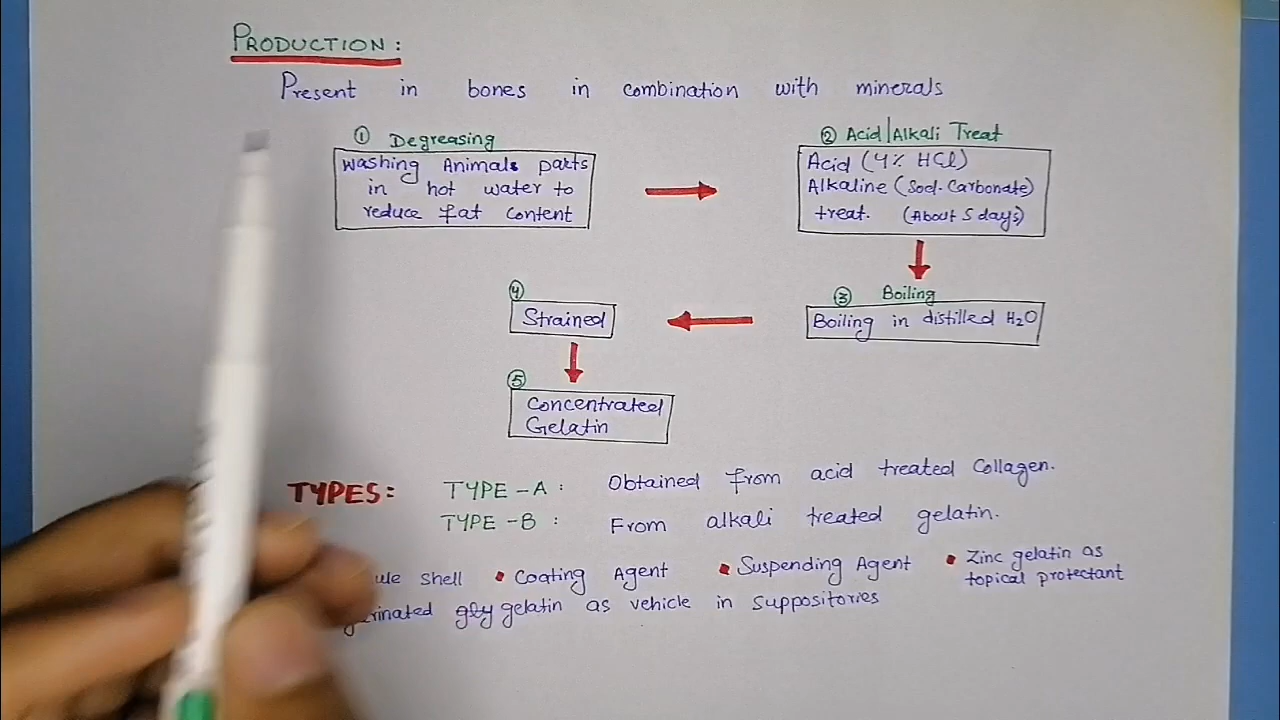 PRODUCTION:
Present in bones in combination with minerals
① Degreasing
Washing Animals parts
in hot water to
reduce fat content
② Acid/Alkali Treat
Acid (4% HCl)
Alkaline (Sod. Carbonate)
treat. (About 5 days)
③ Boiling
Boiling in distilled H2O
④
Strained
⑤
Concentrated
Gelatin
TYPES:
TYPE-A : Obtained from acid treated collagen.
TYPE-B : From alkali treated gelatin.
shell • Coating Agent • Suspending Agent • Zinc gelatin as
topical protectant
gelatin as vehicle in suppositories